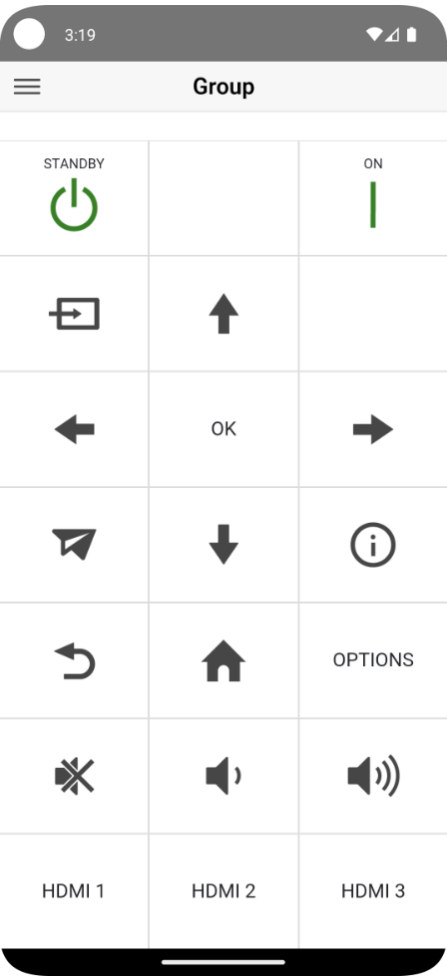 3:19
Group
STANDBY
ON
OK
OPTIONS
HDMI 1
HDMI 2
HDMI 3